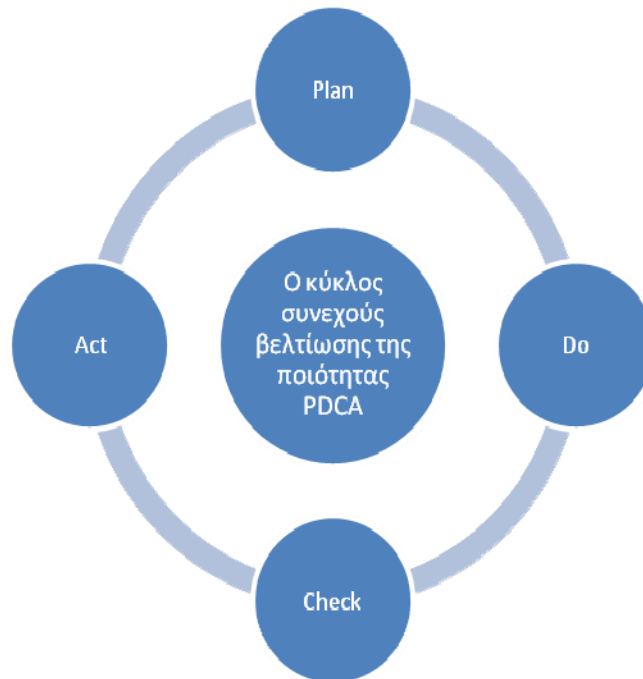 Plan
Act
Ο κύκλος
συνεχούς
βελτίωσης της
ποιότητας
PDCA
Do
Check